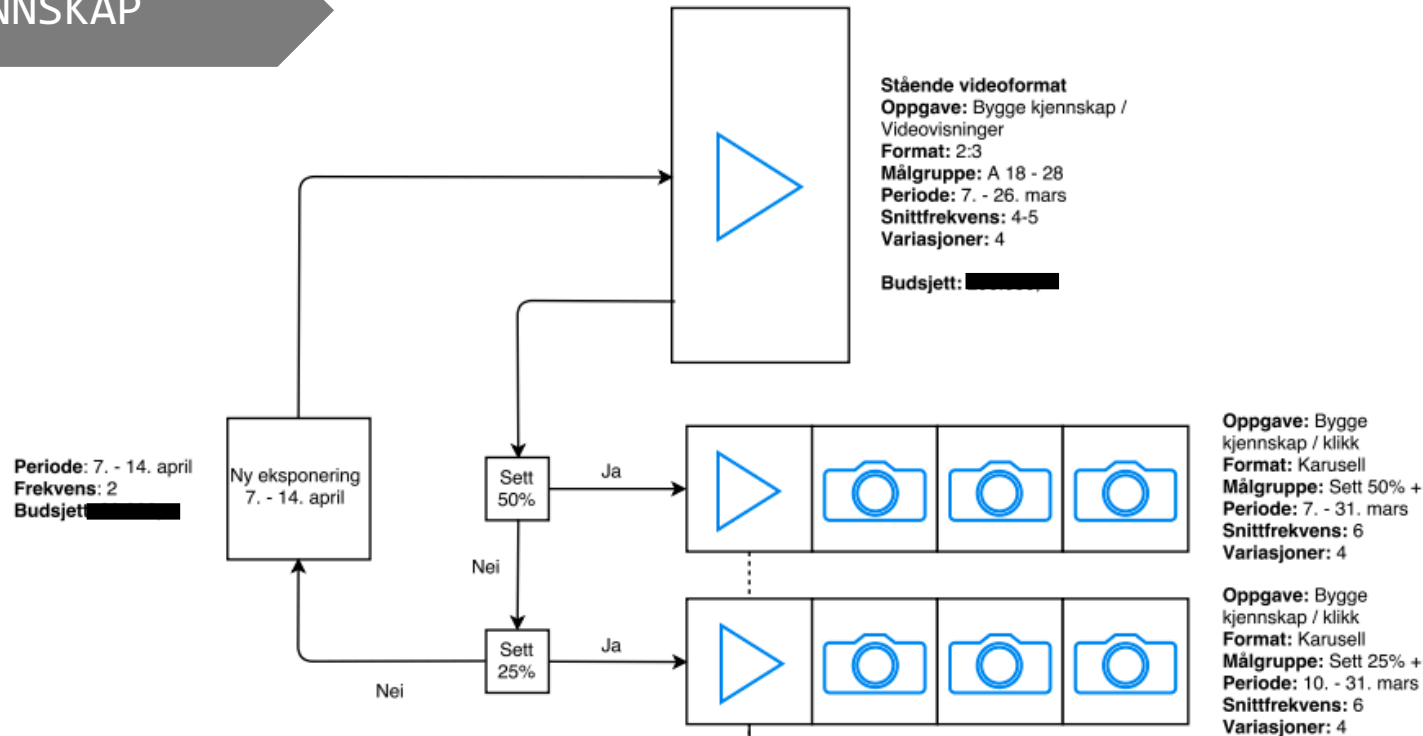 NNSKAP
Stående videoformat
Oppgave: Bygge kjennskap /
Videovisninger
Format: 2:3
Målgruppe: A 18 - 28
Periode: 7. - 26. mars
Snittfrekvens: 4-5
Variasjoner: 4
Budsjett:
Periode: 7. - 14. april
Frekvens: 2
Budsjett
Ny eksponering
7. - 14. april
Sett
50%
Ja
Nei
Oppgave: Bygge
kjennskap / klikk
Format: Karusell
Målgruppe: Sett 50% +
Periode: 7. - 31. mars
Snittfrekvens: 6
Variasjoner: 4
Sett
25%
Ja
Nei
Oppgave: Bygge
kjennskap / klikk
Format: Karusell
Målgruppe: Sett 25% +
Periode: 10. - 31. mars
Snittfrekvens: 6
Variasjoner: 4